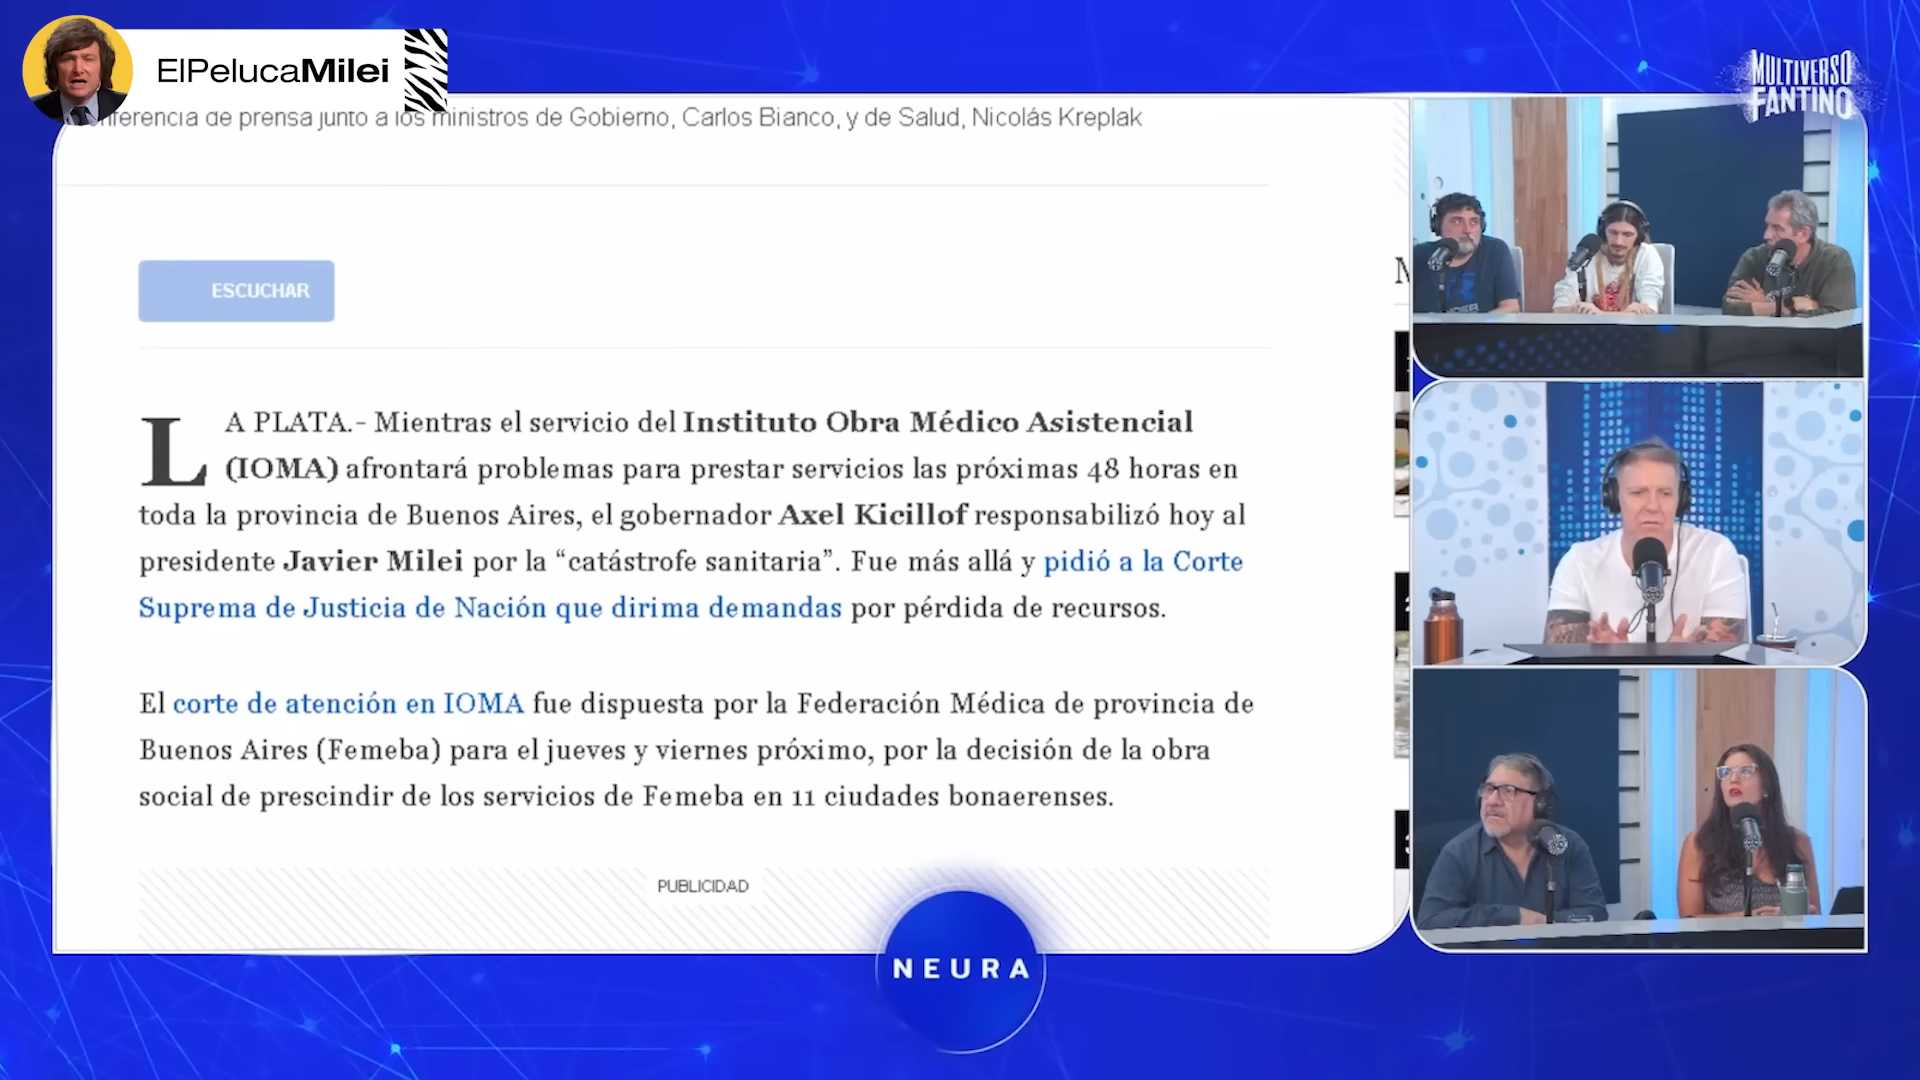 ElPelucaMilei
MULTIVERSO
FANTINO
ferencia de prensa junto a los ministros de Gobierno, Carlos Bianco, y de Salud, Nicolás Kreplak
ESCUCHAR
LA PLATA.- Mientras el servicio del Instituto Obra Médico Asistencial
(IOMA) afrontará problemas para prestar servicios las próximas 48 horas en
toda la provincia de Buenos Aires, el gobernador Axel Kicillof responsabilizó hoy al
presidente Javier Milei por la “catástrofe sanitaria”. Fue más allá y pidió a la Corte
Suprema de Justicia de Nación que dirima demandas por pérdida de recursos.
El corte de atención en IOMA fue dispuesta por la Federación Médica de provincia de
Buenos Aires (Femeba) para el jueves y viernes próximo, por la decisión de la obra
social de prescindir de los servicios de Femeba en 11 ciudades bonaerenses.
PUBLICIDAD
NEURA